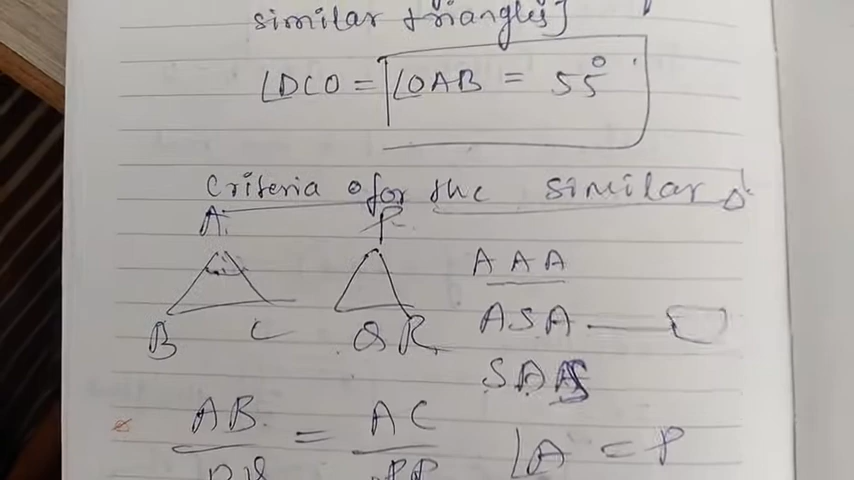 similar triangles]
∠DCO = ∠OAB = 55°
Criteria for the similar Δ
A P
AAA
B C Q R
ASA
SAS
AB = AC
∠A = P